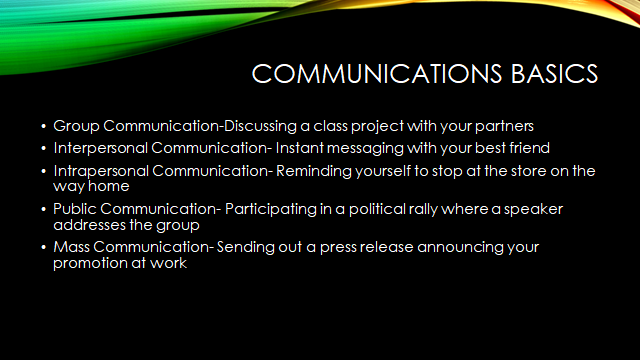 COMMUNICATIONS BASICS
• Group Communication-Discussing a class project with your partners
• Interpersonal Communication- Instant messaging with your best friend
• Intrapersonal Communication- Reminding yourself to stop at the store on the
way home
• Public Communication- Participating in a political rally where a speaker
addresses the group
• Mass Communication- Sending out a press release announcing your
promotion at work